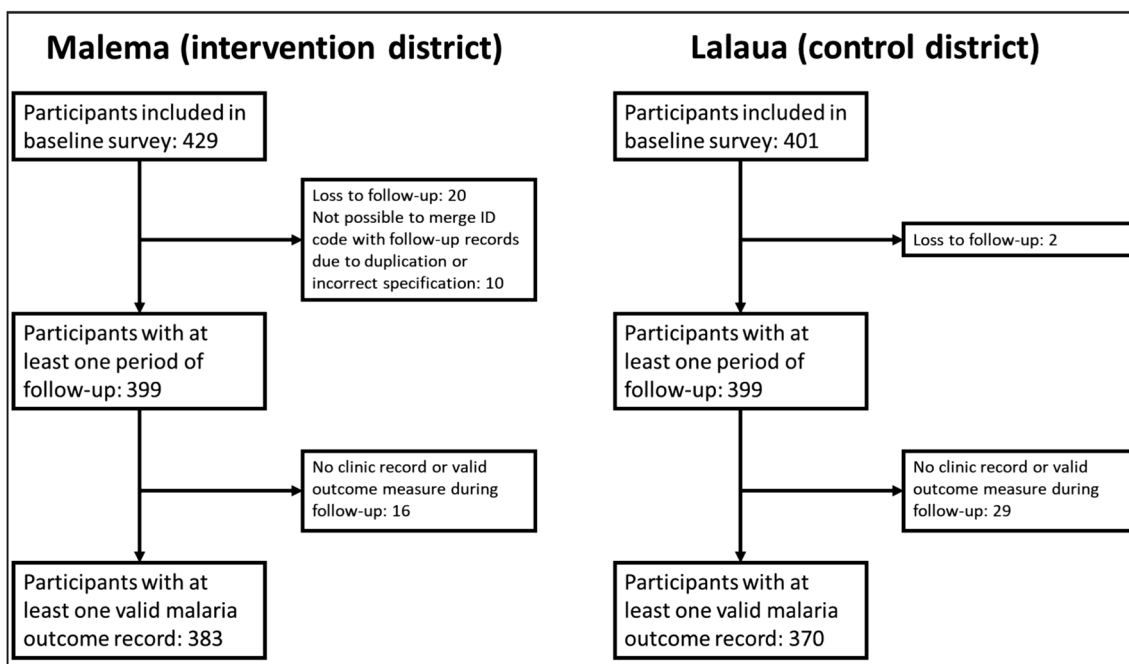 Malema (intervention district)
Participants included in
baseline survey: 429
Loss to follow-up: 20
Not possible to merge ID
code with follow-up records
due to duplication or
incorrect specification: 10
Participants with at
least one period of
follow-up: 399
No clinic record or valid
outcome measure during
follow-up: 16
Participants with at
least one valid malaria
outcome record: 383
Lalaua (control district)
Participants included in
baseline survey: 401
Loss to follow-up: 2
Participants with at
least one period of
follow-up: 399
No clinic record or valid
outcome measure during
follow-up: 29
Participants with at
least one valid malaria
outcome record: 370